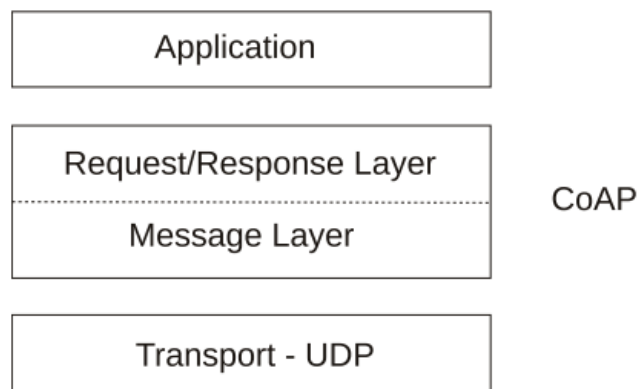 Application
Request/Response Layer
CoAP
Message Layer
Transport - UDP